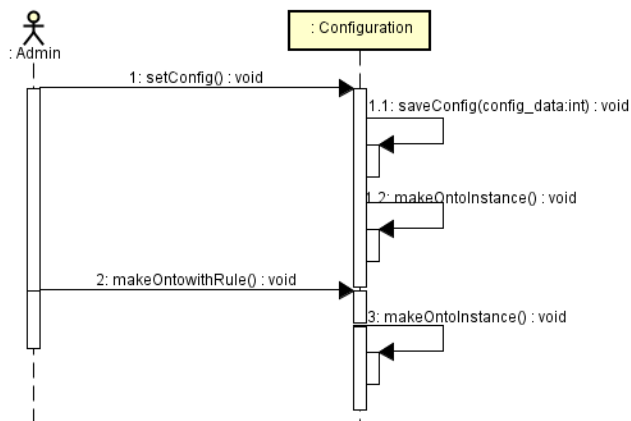 : Admin
: Configuration
1: setConfig() : void
1.1: saveConfig(config_data:int) : void
1.2: makeOntoInstance() : void
2: makeOntowithRule() : void
3: makeOntoInstance() : void